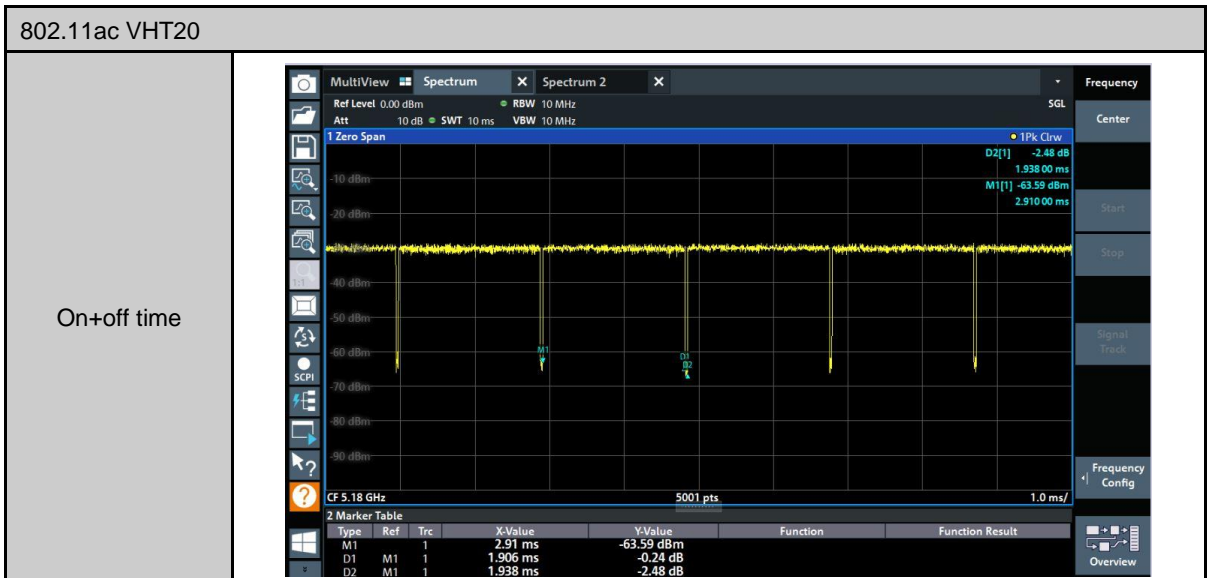 802.11ac VHT20
On+off time
MultiView Spectrum X Spectrum 2 X
Frequency
Ref Level 0.00 dBm RBW 10 MHz SGL
Att 10 dB SWT 10 ms VBW 10 MHz
Center
1 Zero Span 1Pk Clrw
D2[1] -2.48 dB
1.938 00 ms
M1[1] -63.59 dBm
2.910 00 ms
-10 dBm
-20 dBm
Start
Stop
1:1
-40 dBm
-50 dBm
Signal
Track
-60 dBm
M1
D1
D2
SCPI
-70 dBm
-80 dBm
-90 dBm
Frequency
Config
CF 5.18 GHz 5001 pts 1.0 ms/
2 Marker Table
Type Ref Trc X-Value Y-Value Function Function Result
M1 1 2.91 ms -63.59 dBm
D1 M1 1 1.906 ms -0.24 dB
D2 M1 1 1.938 ms -2.48 dB
Overview